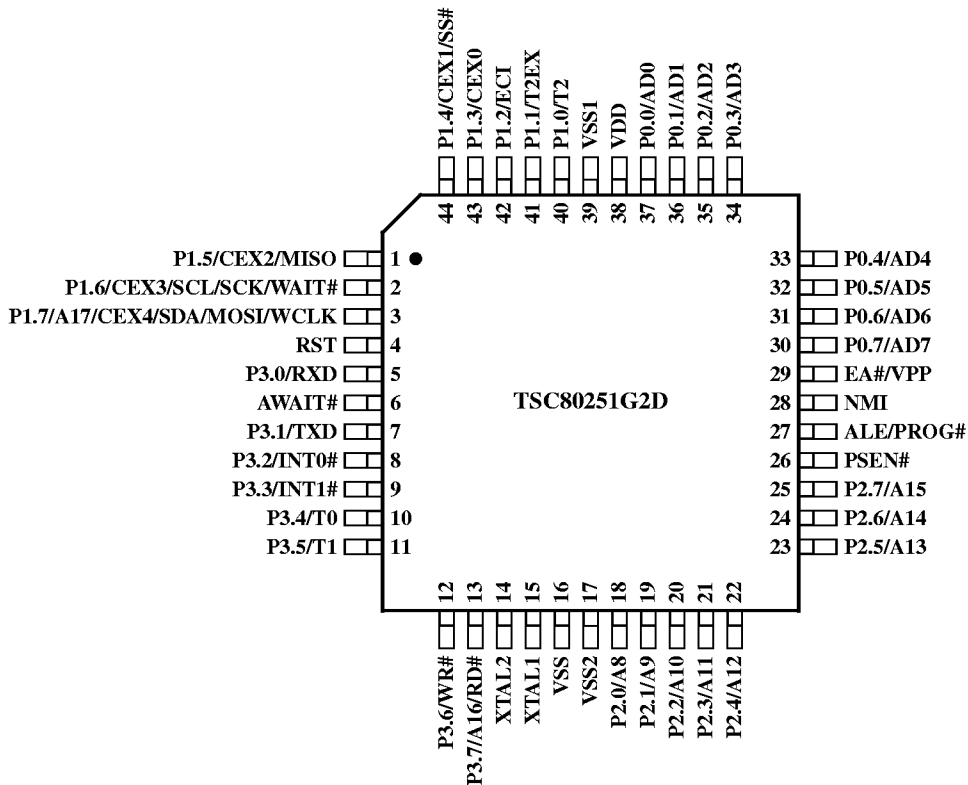 P1.4/CEX1/SS#
P1.3/CEX0
P1.2/ECI
P1.1/T2EX
P1.0/T2
VSS1
VDD
P0.0/AD0
P0.1/AD1
P0.2/AD2
P0.3/AD3
44
43
42
41
40
39
38
37
36
35
34
P1.5/CEX2/MISO 1
P1.6/CEX3/SCL/SCK/WAIT# 2
P1.7/A17/CEX4/SDA/MOSI/WCLK 3
RST 4
P3.0/RXD 5
AWAIT# 6
P3.1/TXD 7
P3.2/INT0# 8
P3.3/INT1# 9
P3.4/T0 10
P3.5/T1 11
TSC80251G2D
33 P0.4/AD4
32 P0.5/AD5
31 P0.6/AD6
30 P0.7/AD7
29 EA#/VPP
28 NMI
27 ALE/PROG#
26 PSEN#
25 P2.7/A15
24 P2.6/A14
23 P2.5/A13
12
13
14
15
16
17
18
19
20
21
22
P3.6/WR#
P3.7/A16/RD#
XTAL2
XTAL1
VSS
VSS2
P2.0/A8
P2.1/A9
P2.2/A10
P2.3/A11
P2.4/A12